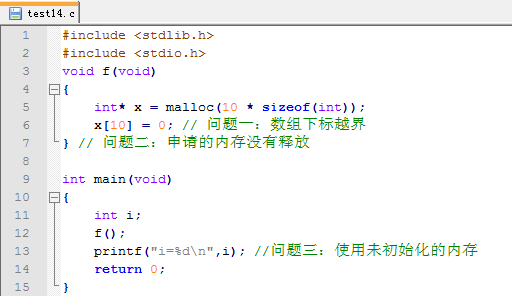 test14.c
1 #include <stdlib.h>
2 #include <stdio.h>
3 void f(void)
4 {
5 int* x = malloc(10 * sizeof(int));
6 x[10] = 0; // 问题一: 数组下标越界
7 } // 问题二: 申请的内存没有释放
8
9 int main(void)
10 {
11 int i;
12 f();
13 printf("i=%d\n",i); //问题三: 使用未初始化的内存
14 return 0;
15 }